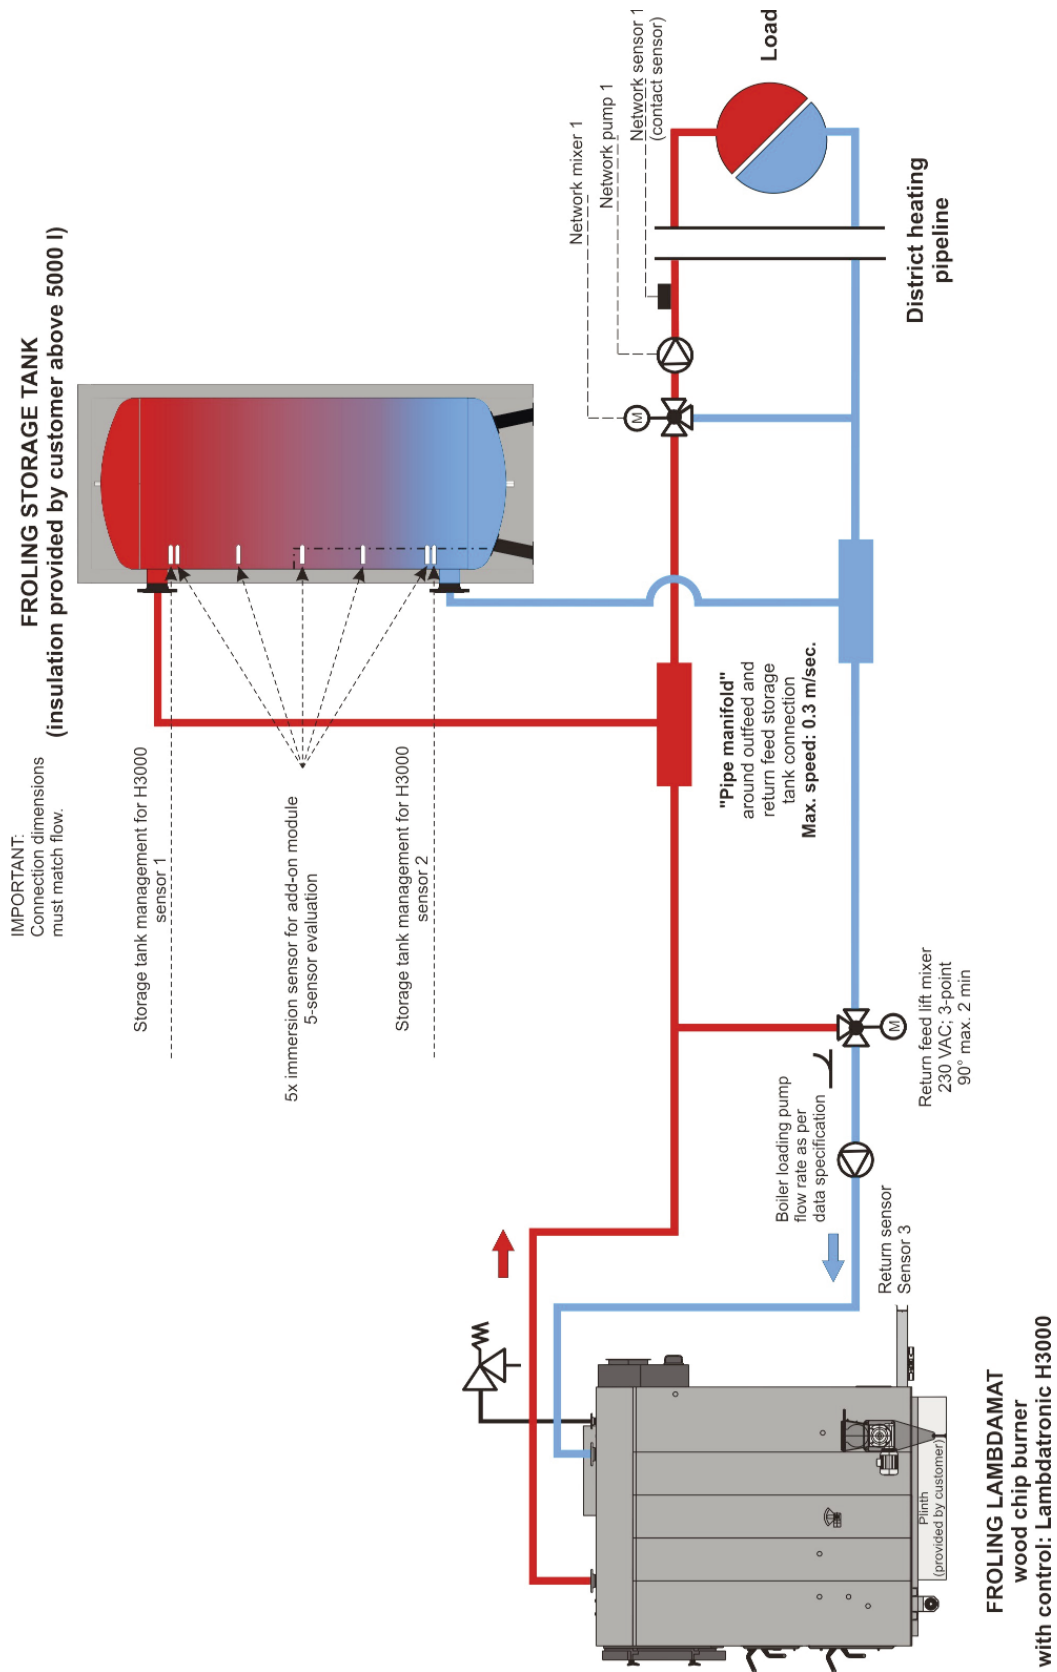 FROLING STORAGE TANK
(insulation provided by customer above 5000 l)
IMPORTANT:
Connection dimensions
must match flow.
Storage tank management for H3000
sensor 1
5x immersion sensor for add-on module
5-sensor evaluation
Storage tank management for H3000
sensor 2
Network mixer 1
Network pump 1
Network sensor 1
(contact sensor)
M
Load
District heating
pipeline
"Pipe manifold"
around outfeed and
return feed storage
tank connection
Max. speed: 0.3 m/sec.
Boiler loading pump
flow rate as per
data specification
M
Return feed lift mixer
230 VAC; 3-point
90° max. 2 min
Return sensor
Sensor 3
Plinth
(provided by customer)
FROLING LAMBDAMAT
wood chip burner
with control: Lambdatronic H3000